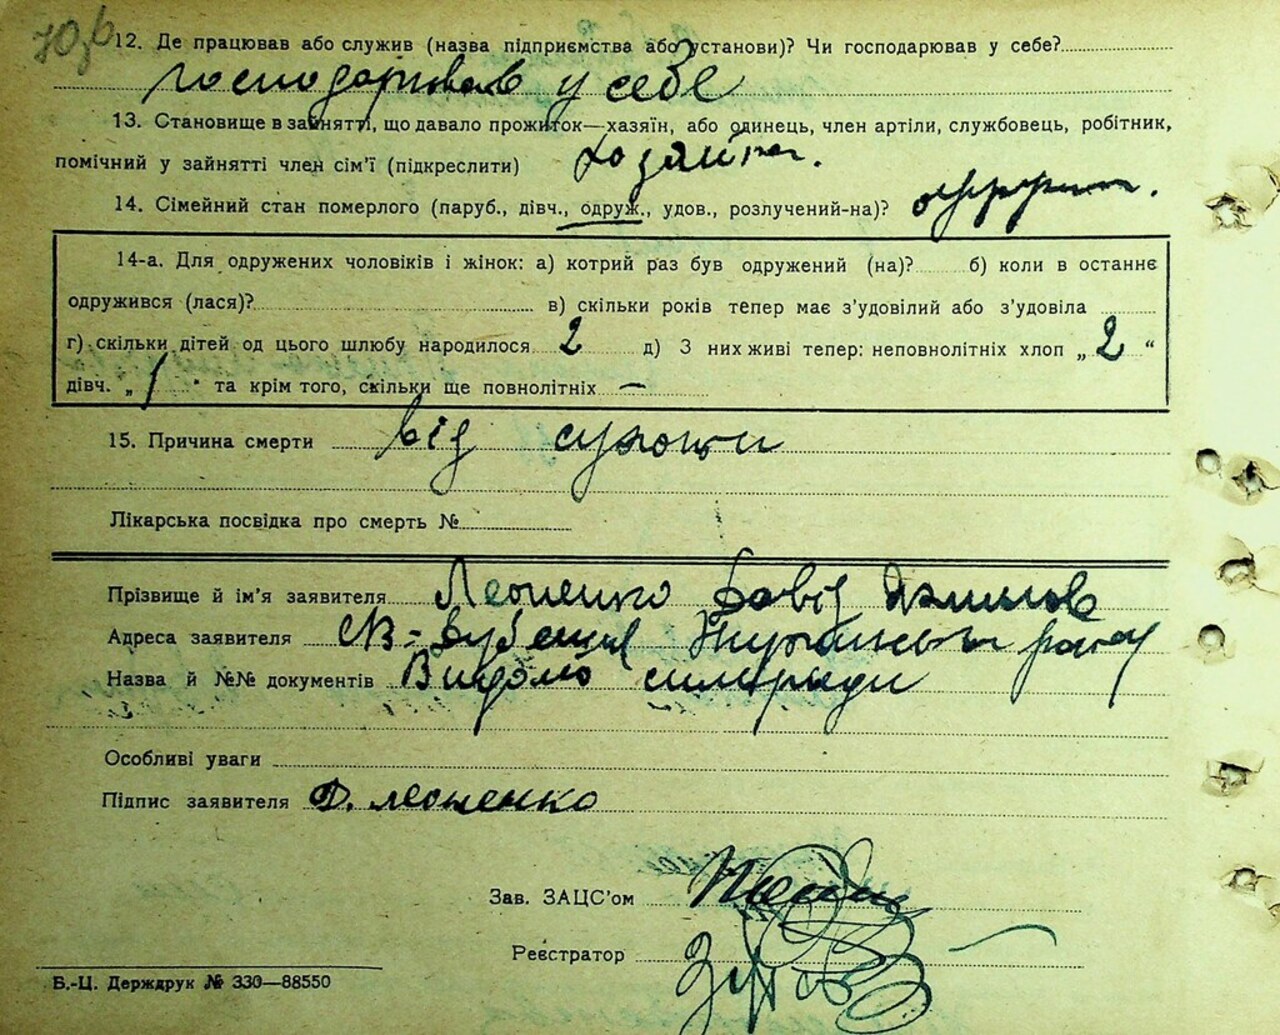 12. Де працював або служив (назва підприємства або установи)? Чи господарював у себе?
господарював у себе
13. Становище в зайнятті, що давало прожиток—хазяїн, або одинець, член артілі, службовець, робітник,
помічний у зайнятті член сім'ї (підкреслити)
14. Сімейний стан померлого (паруб., дівч., одруж., удов., розлучений-на)?
14-а. Для одружених чоловіків і жінок: а) котрий раз був одружений (на)? б) коли в останнє
одружився (лася)? в) скільки років тепер має з'удовілий або з'удовіла
г) скільки дітей од цього шлюбу народилося 2 д) З них живі тепер: неповнолітніх хлоп „ 2 “
дівч. „ 1 “ та крім того, скільки ще повнолітніх —
15. Причина смерти від сухоти
Лікарська посвідка про смерть №
Прізвище й ім'я заявителя Леоненко Давід
Адреса заявителя
Назва й №№ документів Видомо
Особливі уваги
Підпис заявителя Д. Леоненко
Зав. ЗАЦС'ом
Реєстратор
Б.-Ц. Держдрук № 330—88550